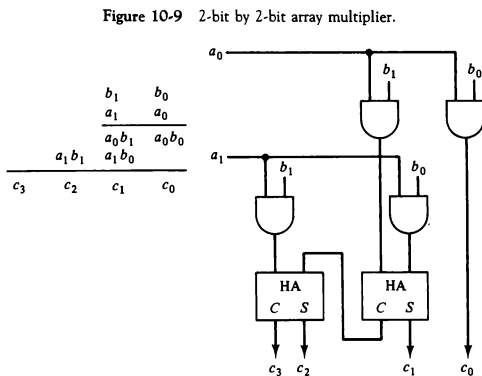 Figure 10-9 2-bit by 2-bit array multiplier.
a₀
b₁ b₀
b₁ b₀
a₁ a₀
a₀b₁ a₀b₀
a₁b₁ a₁b₀
c₃ c₂ c₁ c₀
a₁
b₁ b₀
HA HA
C S C S
c₃ c₂ c₁ c₀